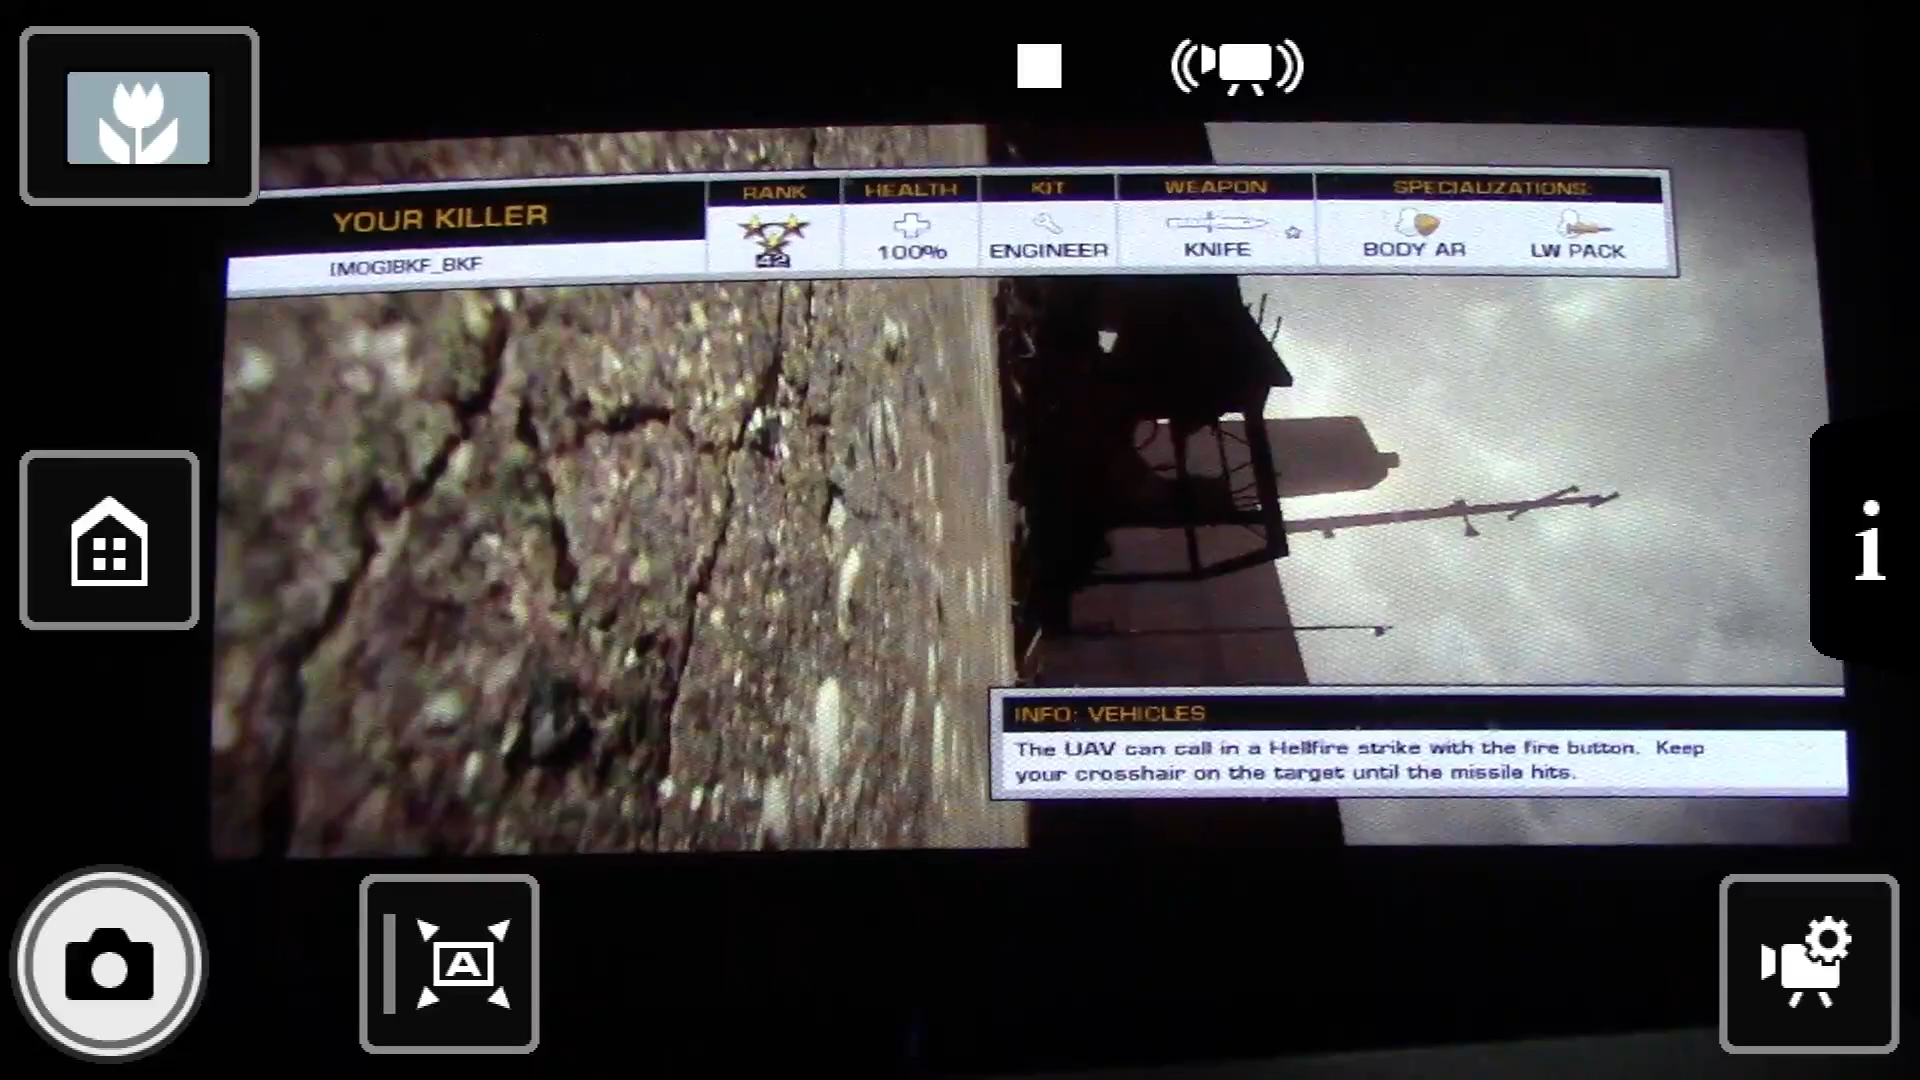 YOUR KILLER
[MOG]BKF_BKF
RANK
42
HEALTH
100%
KIT
ENGINEER
WEAPON
KNIFE
SPECIALIZATIONS:
BODY AR
LW PACK
i
INFO: VEHICLES
The UAV can call in a Hellfire strike with the fire button. Keep
your crosshair on the target until the missile hits.
A